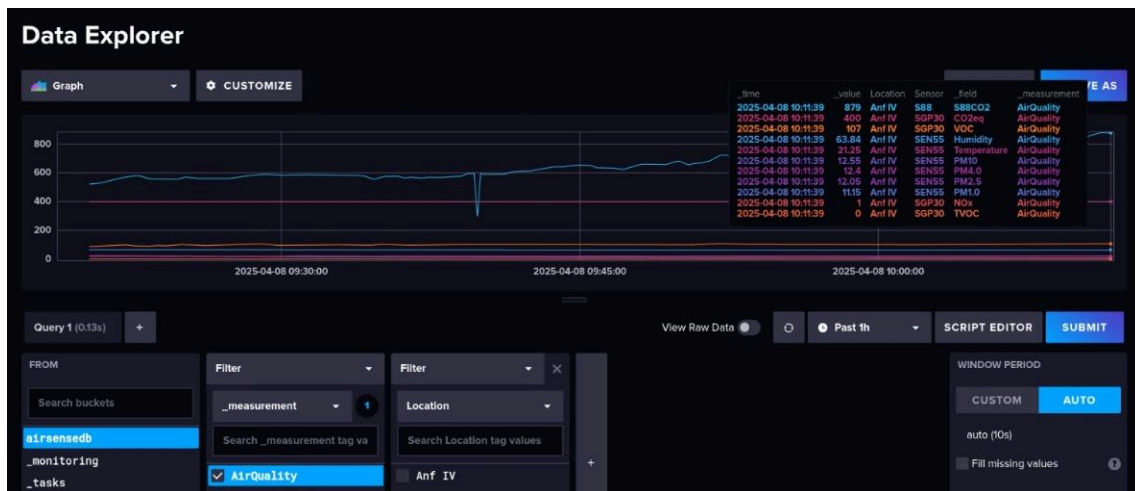 Data Explorer
Graph
CUSTOMIZE
VE AS
_time _value Location Sensor _field _measurement
2025-04-08 10:11:39 879 Anf IV S88 S88CO2 AirQuality
2025-04-08 10:11:39 400 Anf IV SGP30 CO2eq AirQuality
2025-04-08 10:11:39 107 Anf IV SGP30 VOC AirQuality
2025-04-08 10:11:39 63.84 Anf IV SEN55 Humidity AirQuality
2025-04-08 10:11:39 21.25 Anf IV SEN55 Temperature AirQuality
2025-04-08 10:11:39 12.55 Anf IV SEN55 PM10 AirQuality
2025-04-08 10:11:39 12.4 Anf IV SEN55 PM4.0 AirQuality
2025-04-08 10:11:39 12.05 Anf IV SEN55 PM2.5 AirQuality
2025-04-08 10:11:39 11.15 Anf IV SEN55 PM1.0 AirQuality
2025-04-08 10:11:39 1 Anf IV SGP30 NOx AirQuality
2025-04-08 10:11:39 0 Anf IV SGP30 TVOC AirQuality
800
600
400
200
0
2025-04-08 09:30:00 2025-04-08 09:45:00 2025-04-08 10:00:00
Query 1 (0.13s) +
View Raw Data Past 1h SCRIPT EDITOR SUBMIT
FROM Filter Filter WINDOW PERIOD
Search buckets _measurement 1 Location CUSTOM AUTO
airsensedb Search _measurement tag va Search Location tag values auto (10s)
_monitoring AirQuality Anf IV + Fill missing values ?
_tasks